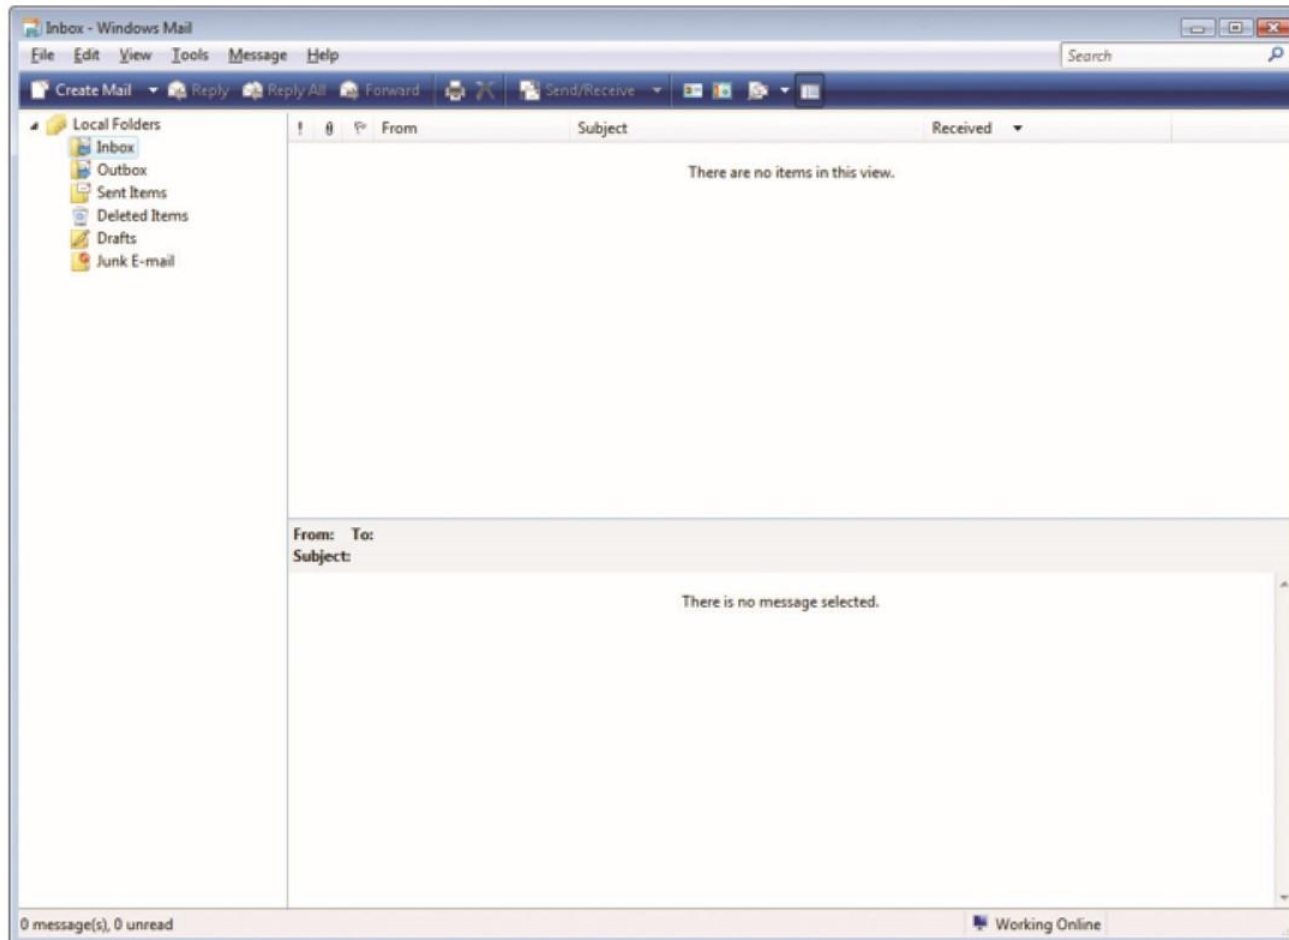 Inbox - Windows Mail
File Edit View Tools Message Help
Search
Create Mail Reply Reply All Forward Send/Receive
Local Folders
Inbox
Outbox
Sent Items
Deleted Items
Drafts
Junk E-mail
! From Subject Received
There are no items in this view.
From: To:
Subject:
There is no message selected.
0 message(s), 0 unread
Working Online